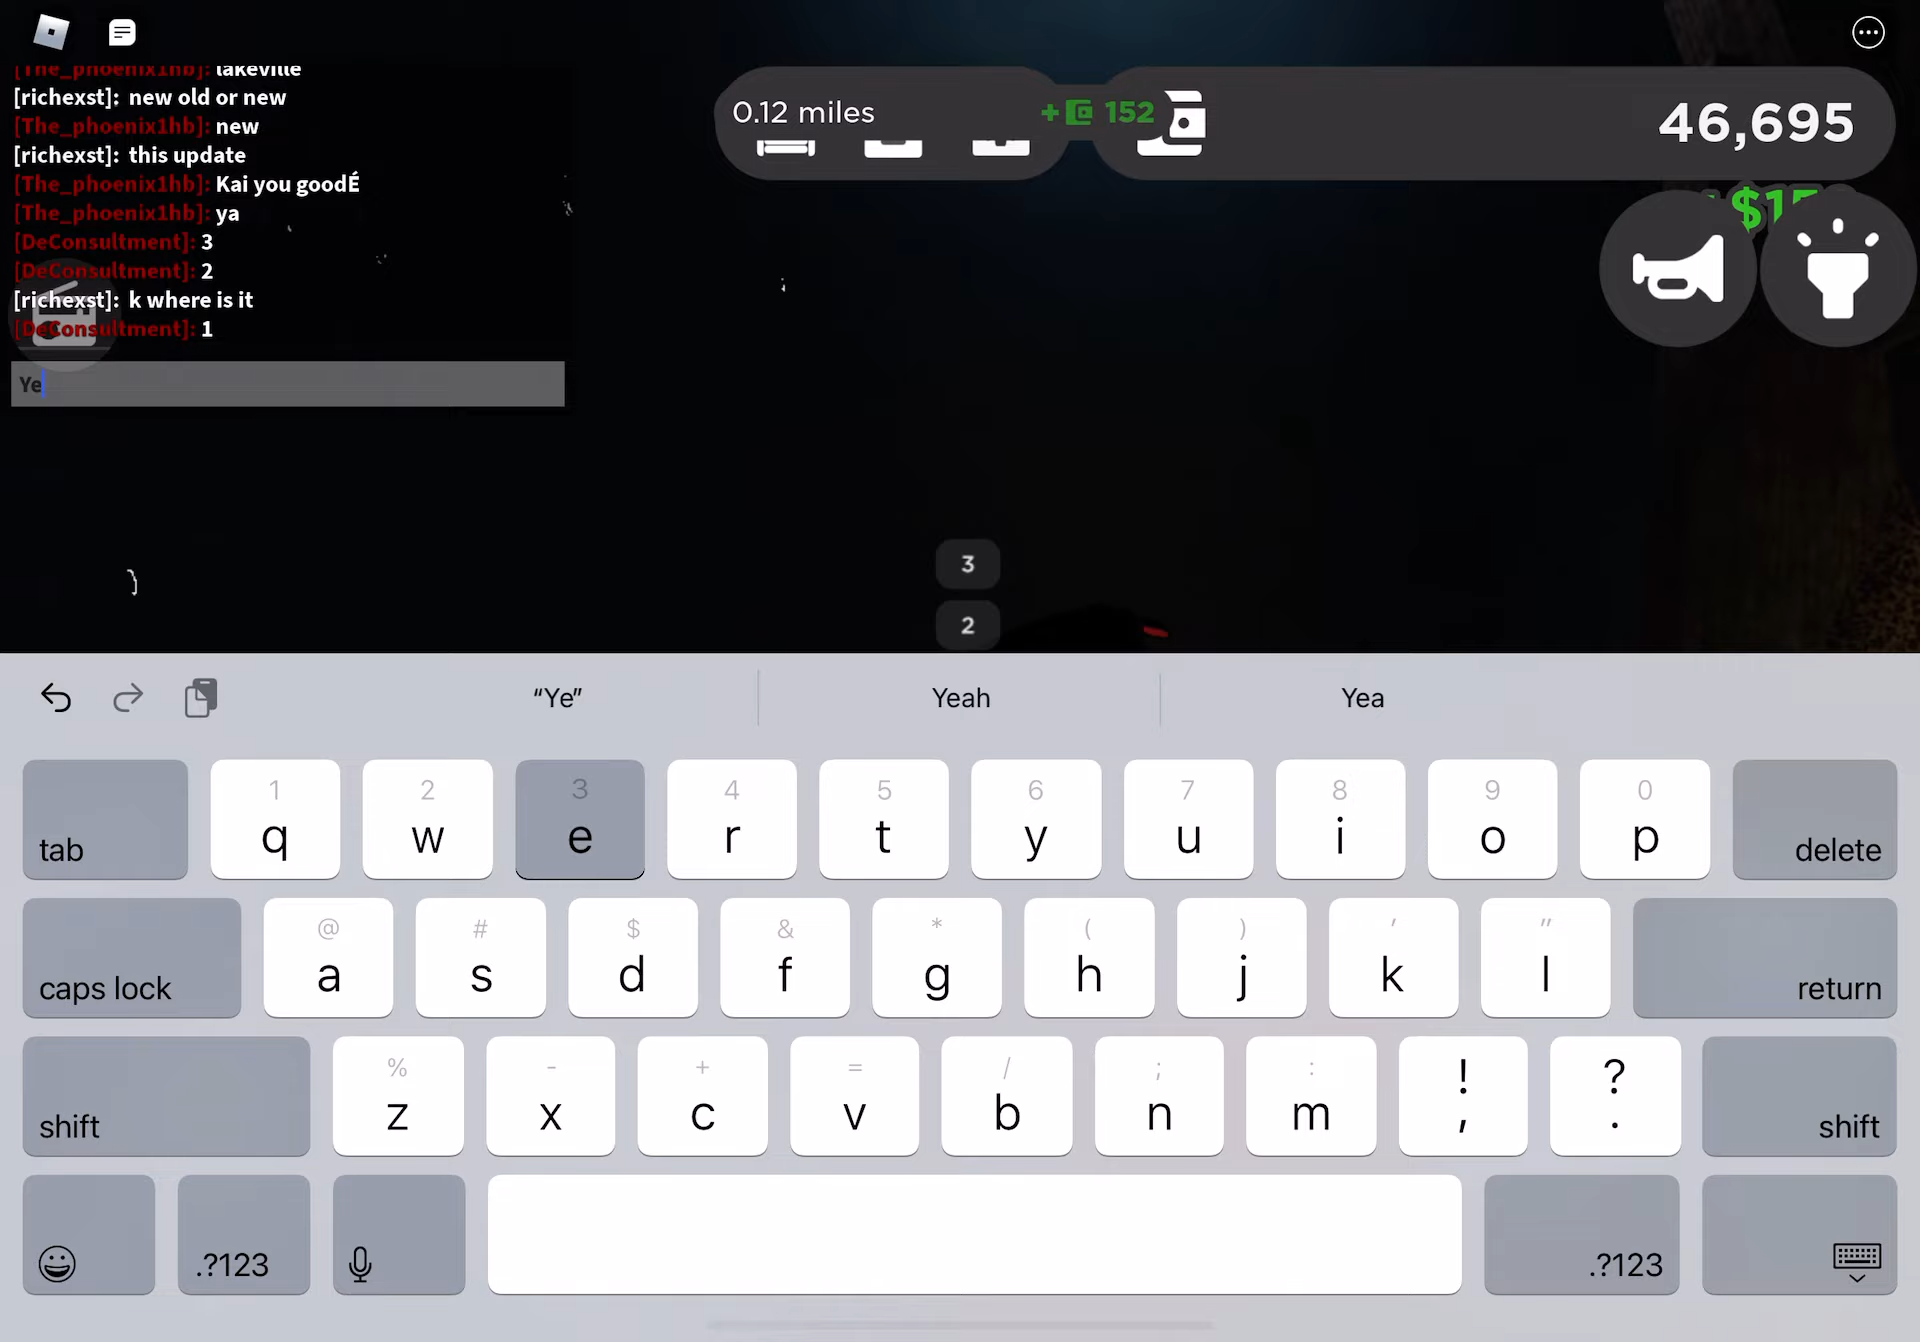 [The_phoenix1hb]: lakeville
[richexst]: new old or new
[The_phoenix1hb]: new
[richexst]: this update
[The_phoenix1hb]: Kai you goodÉ
[The_phoenix1hb]: ya
[DeConsultment]: 3
[DeConsultment]: 2
[richexst]: k where is it
[DeConsultment]: 1
Ye
0.12 miles
+ 152
46,695
3
2
“Ye” Yeah Yea
1 2 3 4 5 6 7 8 9 0
tab q w e r t y u i o p delete
@ # $ & * ( ) ' "
caps lock a s d f g h j k l return
% - + = / ; : ! ?
shift z x c v b n m , . shift
.?123 .?123